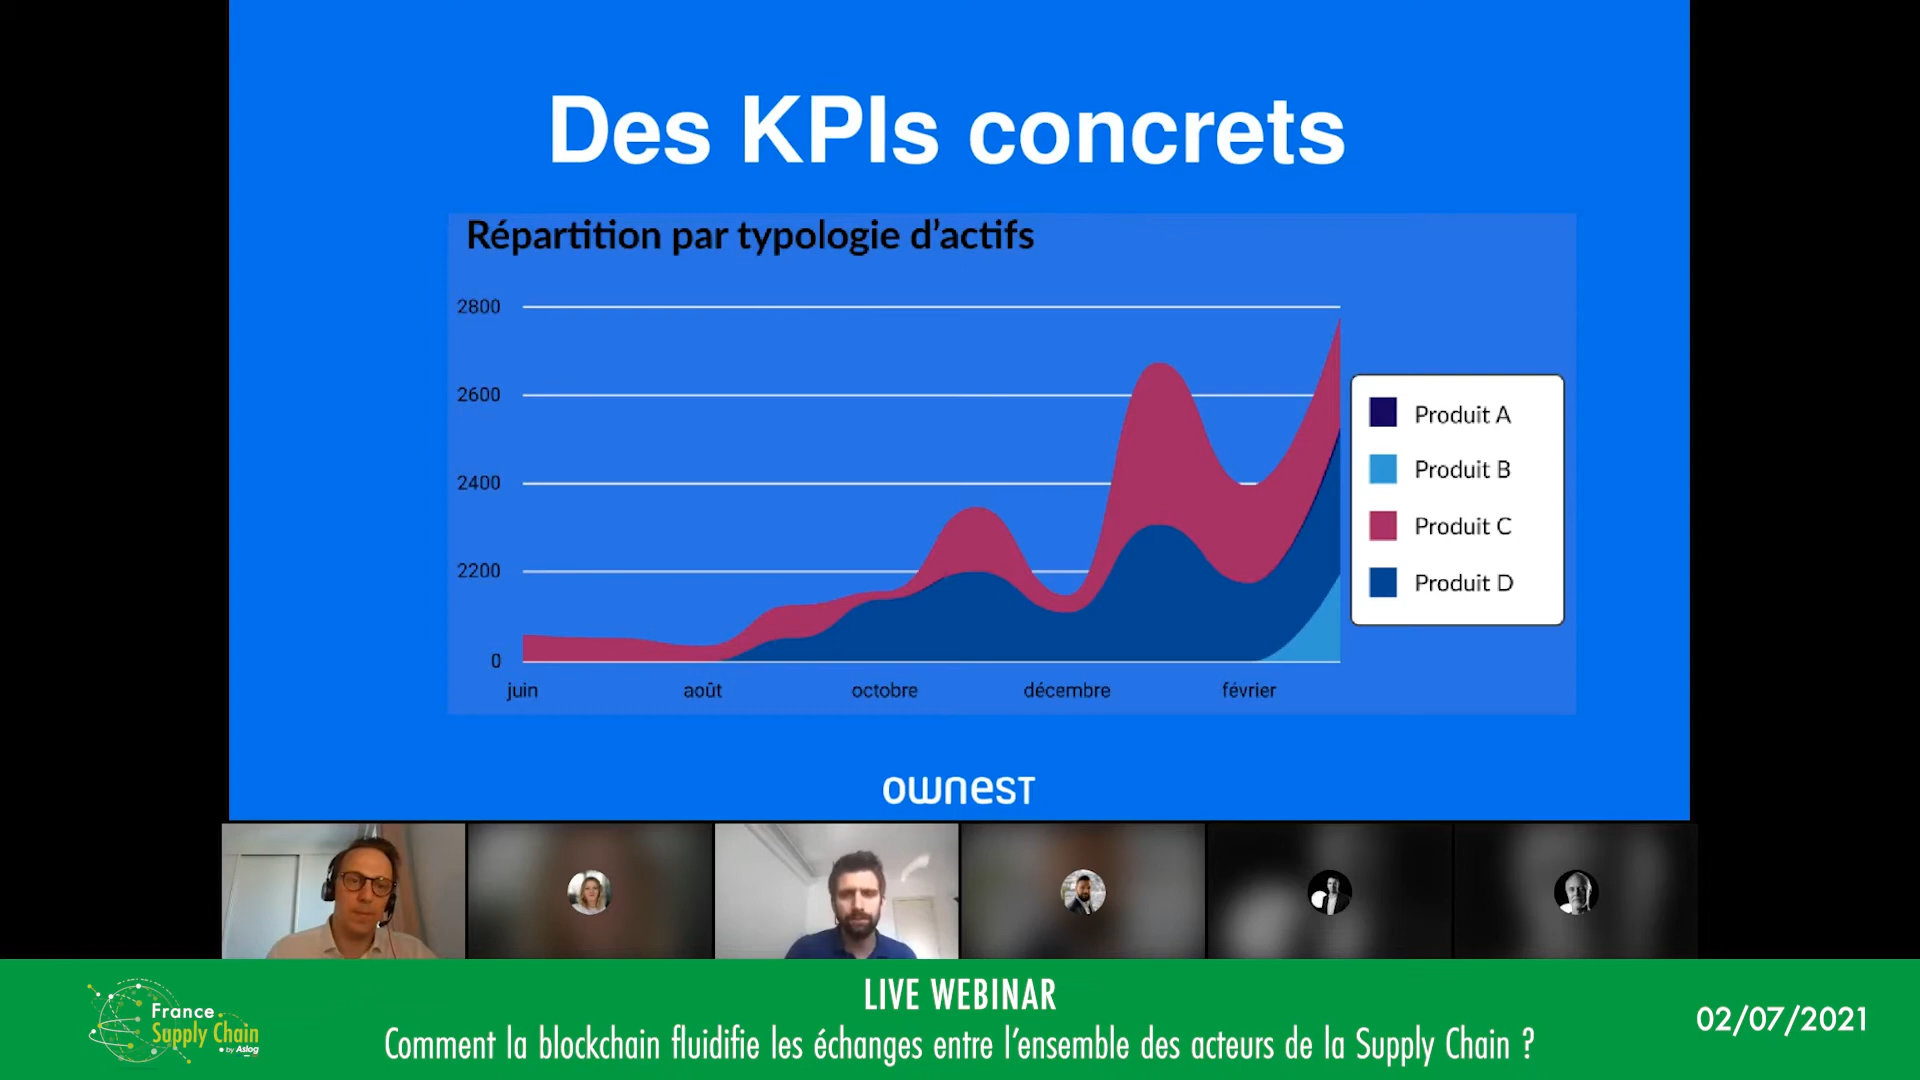 Des KPIs concrets
Répartition par typologie d'actifs
2800
2600
2400
2200
0
juin août octobre décembre février
Produit A
Produit B
Produit C
Produit D
OWNEST
LIVE WEBINAR
Comment la blockchain fluidifie les échanges entre l'ensemble des acteurs de la Supply Chain ?
France
Supply Chain
by Aslog
02/07/2021